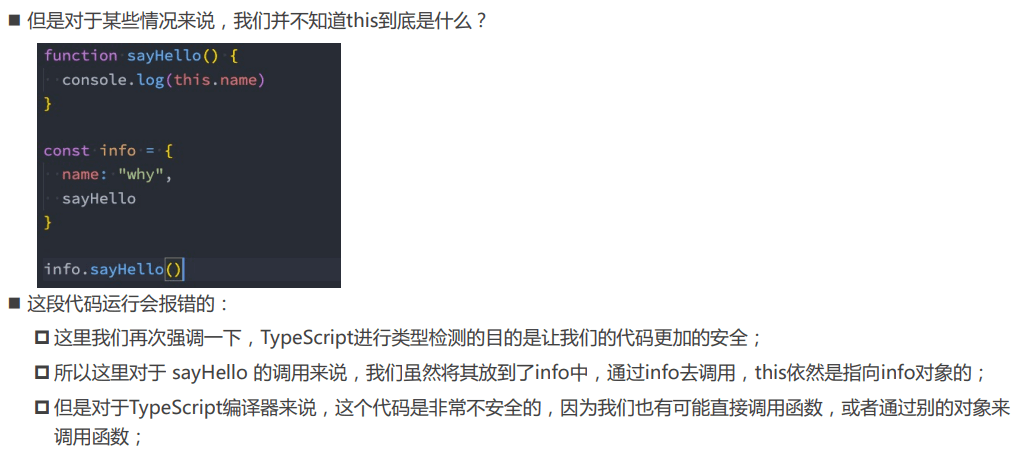 但是对于某些情况来说，我们并不知道this到底是什么？
function sayHello() {
  console.log(this.name)
}
const info = {
  name: "why",
  sayHello
}
info.sayHello()
这段代码运行会报错的：
这里我们再次强调一下，TypeScript进行类型检测的目的是让我们的代码更加的安全；
所以这里对于 sayHello 的调用来说，我们虽然将其放到了info中，通过info去调用，this依然是指向info对象的；
但是对于TypeScript编译器来说，这个代码是非常不安全的，因为我们也有可能直接调用函数，或者通过别的对象来
调用函数；